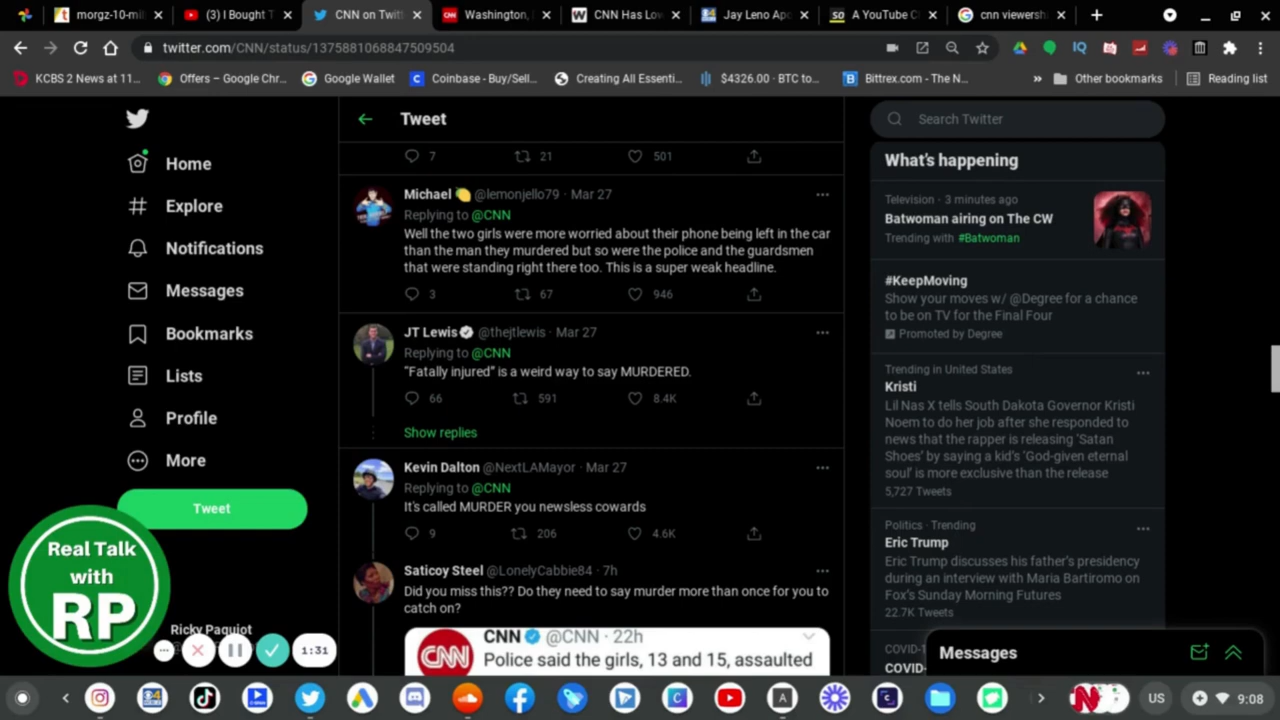 morgz-10-mill
(3) I Bought T
CNN on Twit
Washington,
CNN Has Low
Jay Leno Apo
A YouTube C
cnn viewersh
twitter.com/CNN/status/1375881068847509504
KCBS 2 News at 11...
Offers – Google Chr...
Google Wallet
Coinbase - Buy/Sell...
Creating All Essenti...
$4326.00 · BTC to...
Bittrex.com - The N...
Other bookmarks
Reading list
Home
Explore
Notifications
Messages
Bookmarks
Lists
Profile
More
Tweet
Real Talk
with
RP
Ricky Paquiot
1:31
Tweet
7 21 501
Michael 🍋 @lemonjello79 · Mar 27
Replying to @CNN
Well the two girls were more worried about their phone being left in the car
than the man they murdered but so were the police and the guardsmen
that were standing right there too. This is a super weak headline.
3 67 946
JT Lewis @thejtlewis · Mar 27
Replying to @CNN
“Fatally injured” is a weird way to say MURDERED.
66 591 8.4K
Show replies
Kevin Dalton @NextLAMayor · Mar 27
Replying to @CNN
It's called MURDER you newsless cowards
9 206 4.6K
Saticoy Steel @LonelyCabbie84 · 7h
Did you miss this?? Do they need to say murder more than once for you to
catch on?
CNN
CNN @CNN · 22h
Police said the girls, 13 and 15, assaulted
Search Twitter
What's happening
Television · 3 minutes ago
Batwoman airing on The CW
Trending with #Batwoman
#KeepMoving
Show your moves w/ @Degree for a chance
to be on TV for the Final Four
Promoted by Degree
Trending in United States
Kristi
Lil Nas X tells South Dakota Governor Kristi
Noem to do her job after she responded to
news that the rapper is releasing ‘Satan
Shoes’ by saying a kid's ‘God-given eternal
soul’ is more exclusive than the release
5,727 Tweets
Politics · Trending
Eric Trump
Eric Trump discusses his father's presidency
during an interview with Maria Bartiromo on
Fox's Sunday Morning Futures
22.7K Tweets
COVID-1
COVID-
Messages
US
9:08